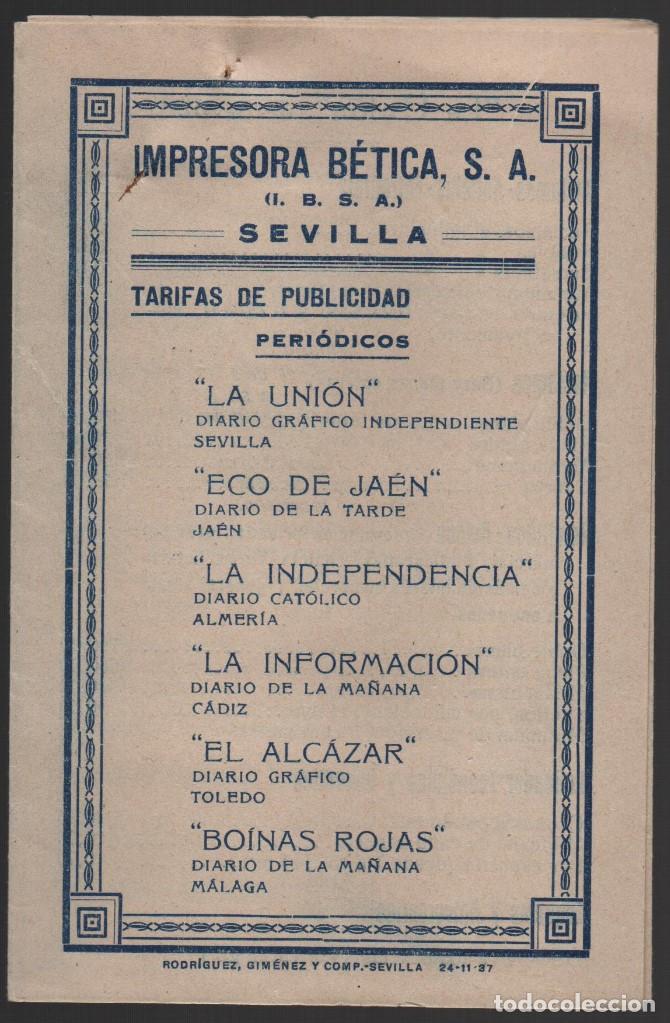 IMPRESORA BÉTICA, S. A.
(I. B. S. A.)
SEVILLA
TARIFAS DE PUBLICIDAD
PERIÓDICOS
"LA UNIÓN"
DIARIO GRÁFICO INDEPENDIENTE
SEVILLA
"ECO DE JAÉN"
DIARIO DE LA TARDE
JAÉN
"LA INDEPENDENCIA"
DIARIO CATÓLICO
ALMERÍA
"LA INFORMACIÓN"
DIARIO DE LA MAÑANA
CÁDIZ
"EL ALCÁZAR"
DIARIO GRÁFICO
TOLEDO
"BOÍNAS ROJAS"
DIARIO DE LA MAÑANA
MÁLAGA
RODRÍGUEZ, GIMÉNEZ Y COMP.-SEVILLA 24-11-37
todocoleccion